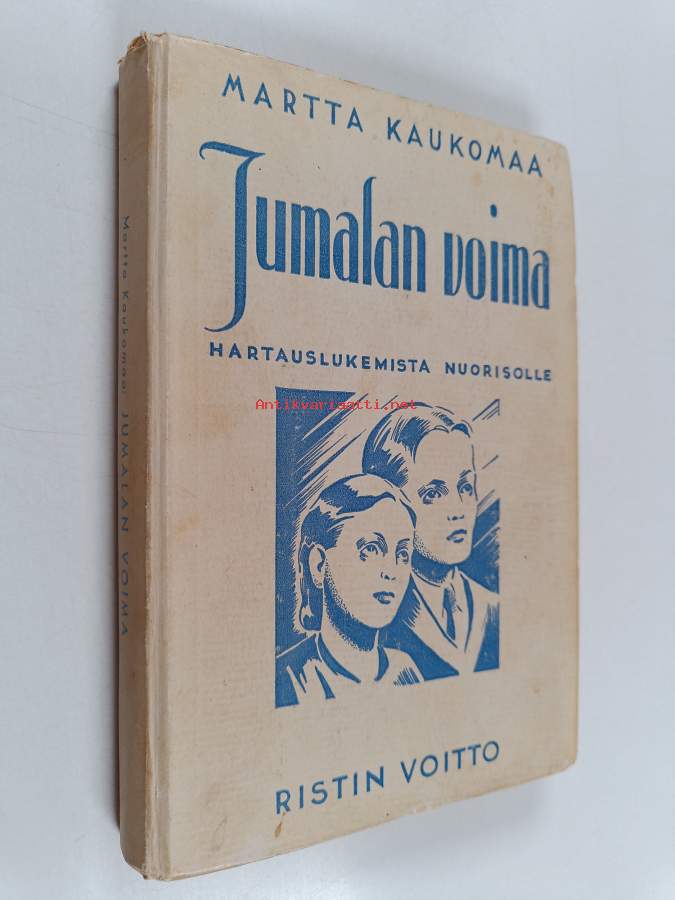 MARTTA KAUKOMAA
Jumalan voima
HARTAUSLUKEMISTA NUORISOLLE
Antikvariaatti.net
RISTIN VOITTO
Martta Kaukomaa: JUMALAN VOIMA